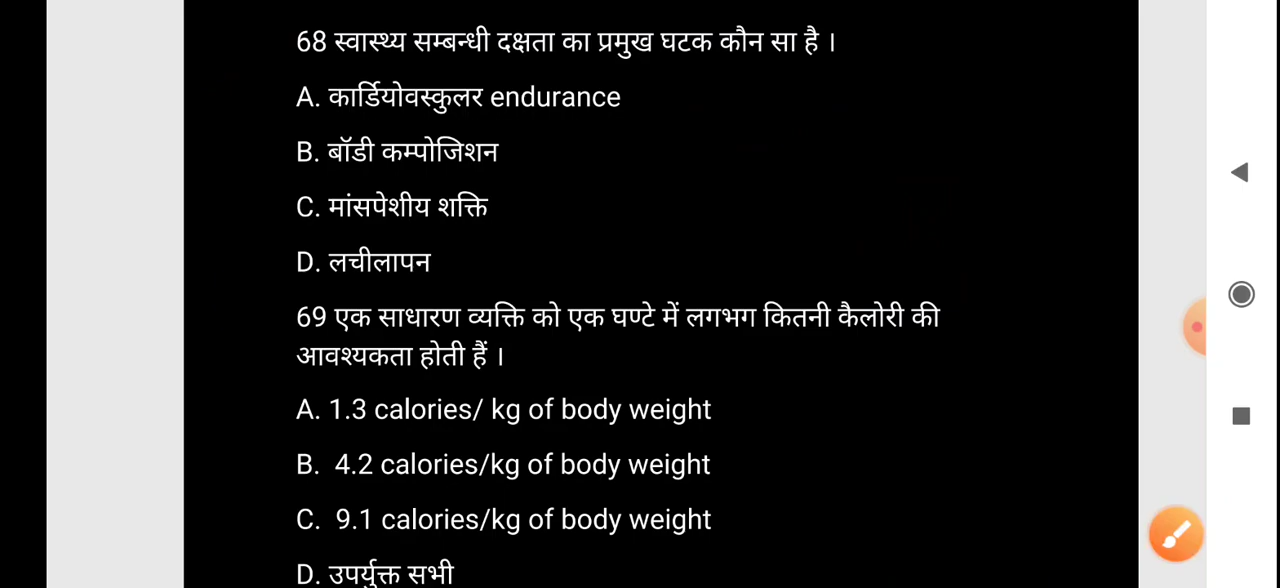 68 स्वास्थ्य सम्बन्धी दक्षता का प्रमुख घटक कौन सा है ।
A. कार्डियोवस्कुलर endurance
B. बॉडी कम्पोजिशन
C. मांसपेशीय शक्ति
D. लचीलापन
69 एक साधारण व्यक्ति को एक घण्टे में लगभग कितनी कैलोरी की
आवश्यकता होती हैं ।
A. 1.3 calories/ kg of body weight
B. 4.2 calories/kg of body weight
C. 9.1 calories/kg of body weight
D. उपर्युक्त सभी